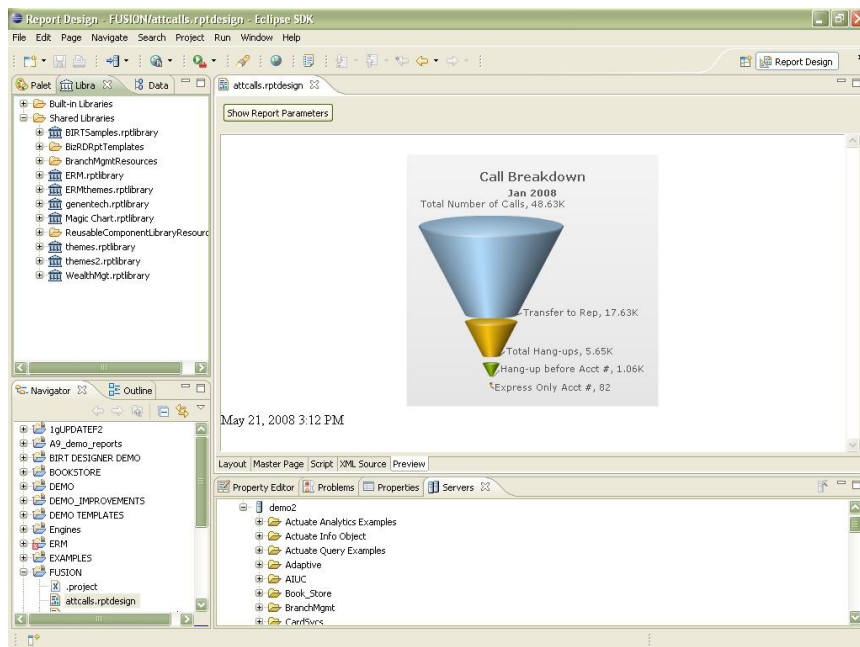 Report Design - FUSION/attcalls.rptdesign - Eclipse SDK
File Edit Page Navigate Search Project Run Window Help
Report Design
Palet Libra Data
attcalls.rptdesign
Built-in Libraries
Shared Libraries
BIRTSamples.rptlibrary
BizRDRptTemplates
BranchMgmtResources
ERM.rptlibrary
ERMthemes.rptlibrary
genentech.rptlibrary
Magic Chart.rptlibrary
ReusableComponentLibraryResourc
themes.rptlibrary
themes2.rptlibrary
WealthMgt.rptlibrary
Show Report Parameters
Call Breakdown
Jan 2008
Total Number of Calls, 48.63K
Transfer to Rep, 17.63K
Total Hang-ups, 5.65K
Hang-up before Acct #, 1.06K
Express Only Acct #, 82
May 21, 2008 3:12 PM
Layout Master Page Script XML Source Preview
Navigator Outline
1gUPDATEF2
A9_demo_reports
BIRT DESIGNER DEMO
BOOKSTORE
DEMO
DEMO_IMPROVEMENTS
DEMO TEMPLATES
Engines
ERM
EXAMPLES
FUSION
.project
attcalls.rptdesign
Property Editor Problems Properties Servers
demo2
Actuate Analytics Examples
Actuate Info Object
Actuate Query Examples
Adaptive
AIUC
Book_Store
BranchMgmt
CardSvcs